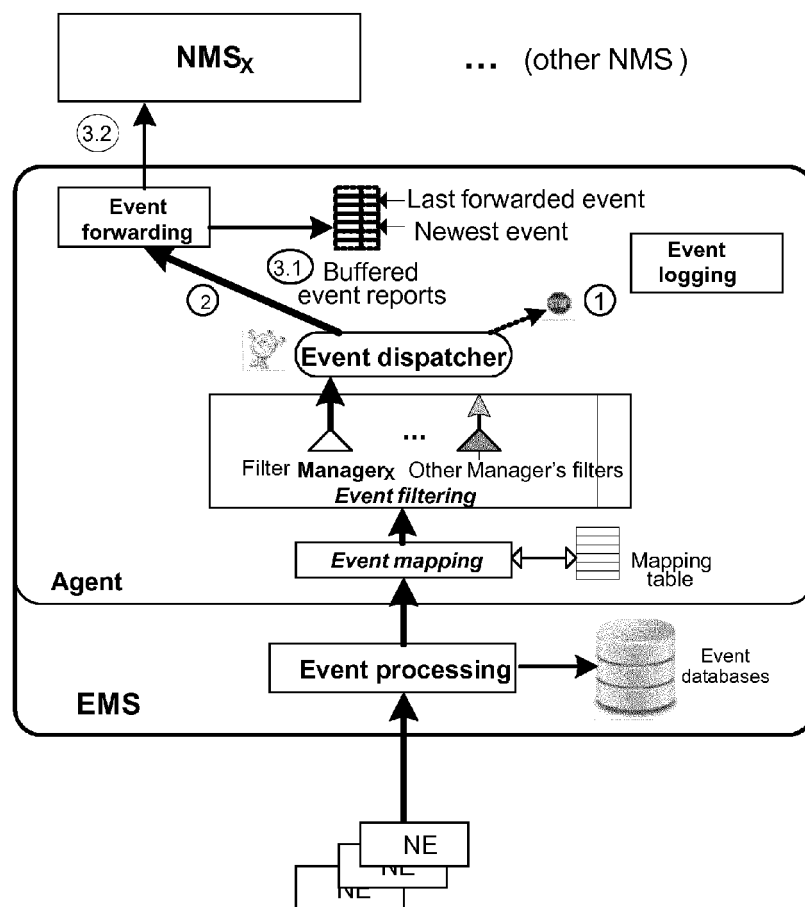 NMSX
... (other NMS )
3.2
Event
forwarding
Last forwarded event
Newest event
Event
logging
3.1
Buffered
event reports
2
1
Event dispatcher
...
Filter ManagerX Other Manager's filters
Event filtering
Event mapping
Mapping
table
Agent
Event processing
Event
databases
EMS
NE
NE
NE